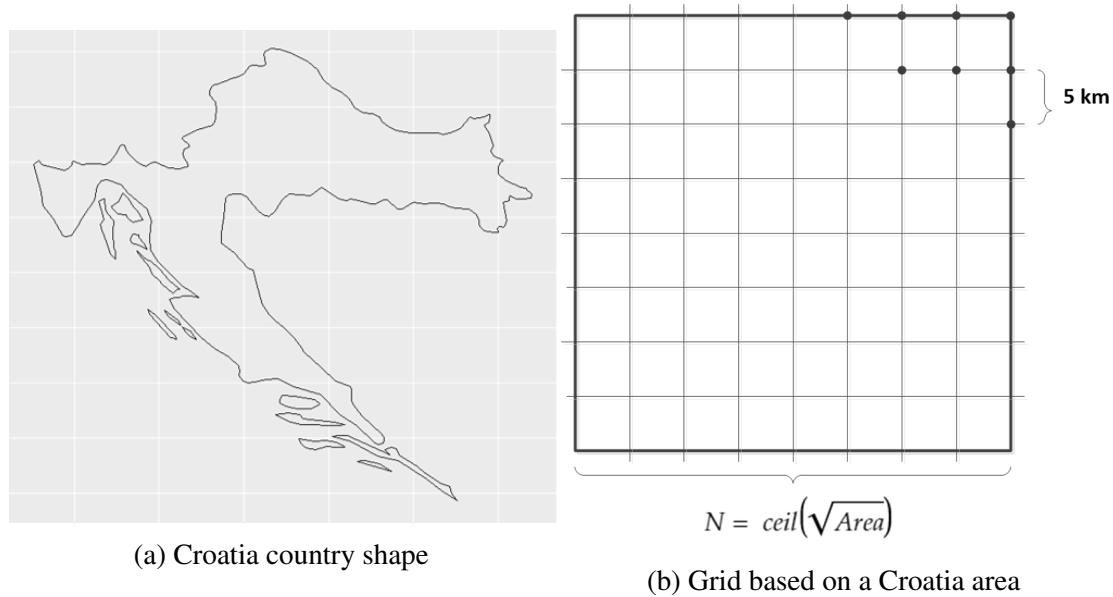 5 km
N = ceil(√Area)
(a) Croatia country shape
(b) Grid based on a Croatia area